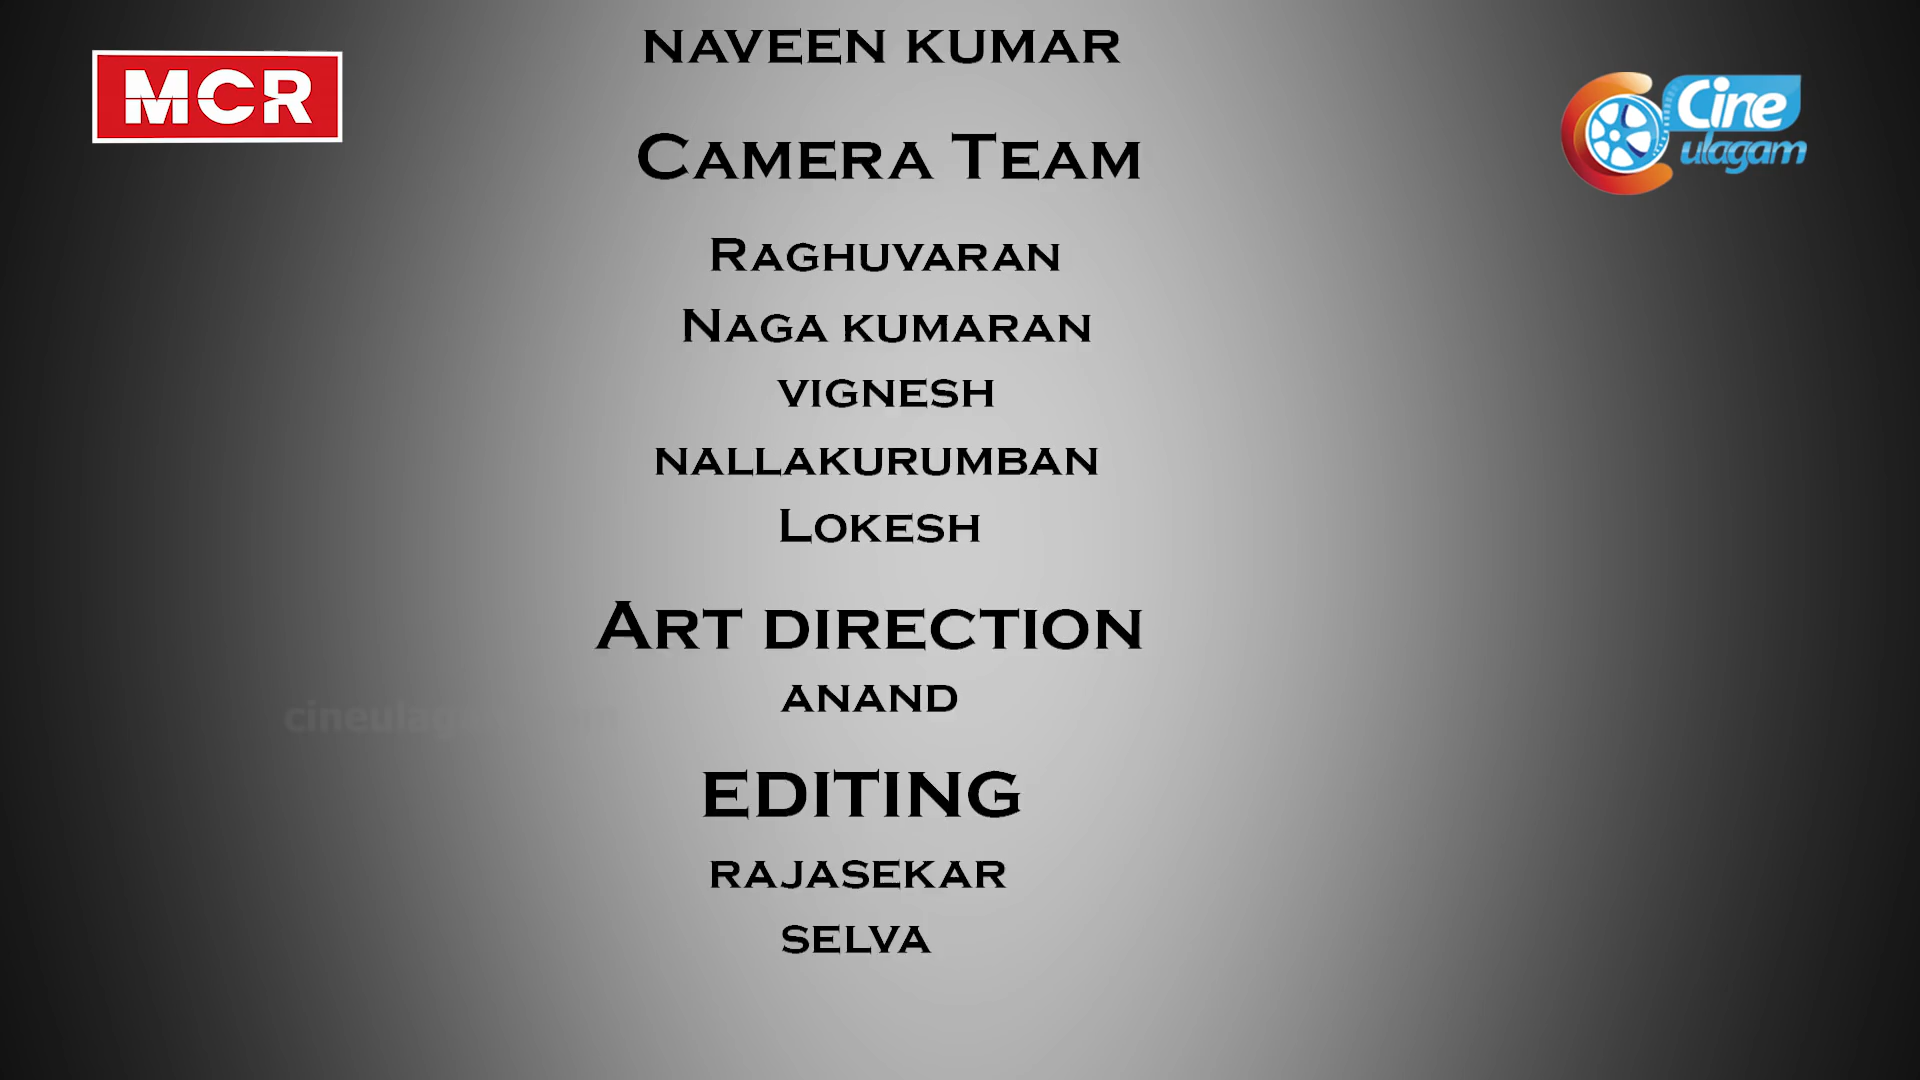 NAVEEN KUMAR
MCR
Cine
ulagam
CAMERA TEAM
RAGHUVARAN
NAGA KUMARAN
VIGNESH
NALLAKURUMBAN
LOKESH
ART DIRECTION
ANAND
EDITING
RAJASEKAR
SELVA